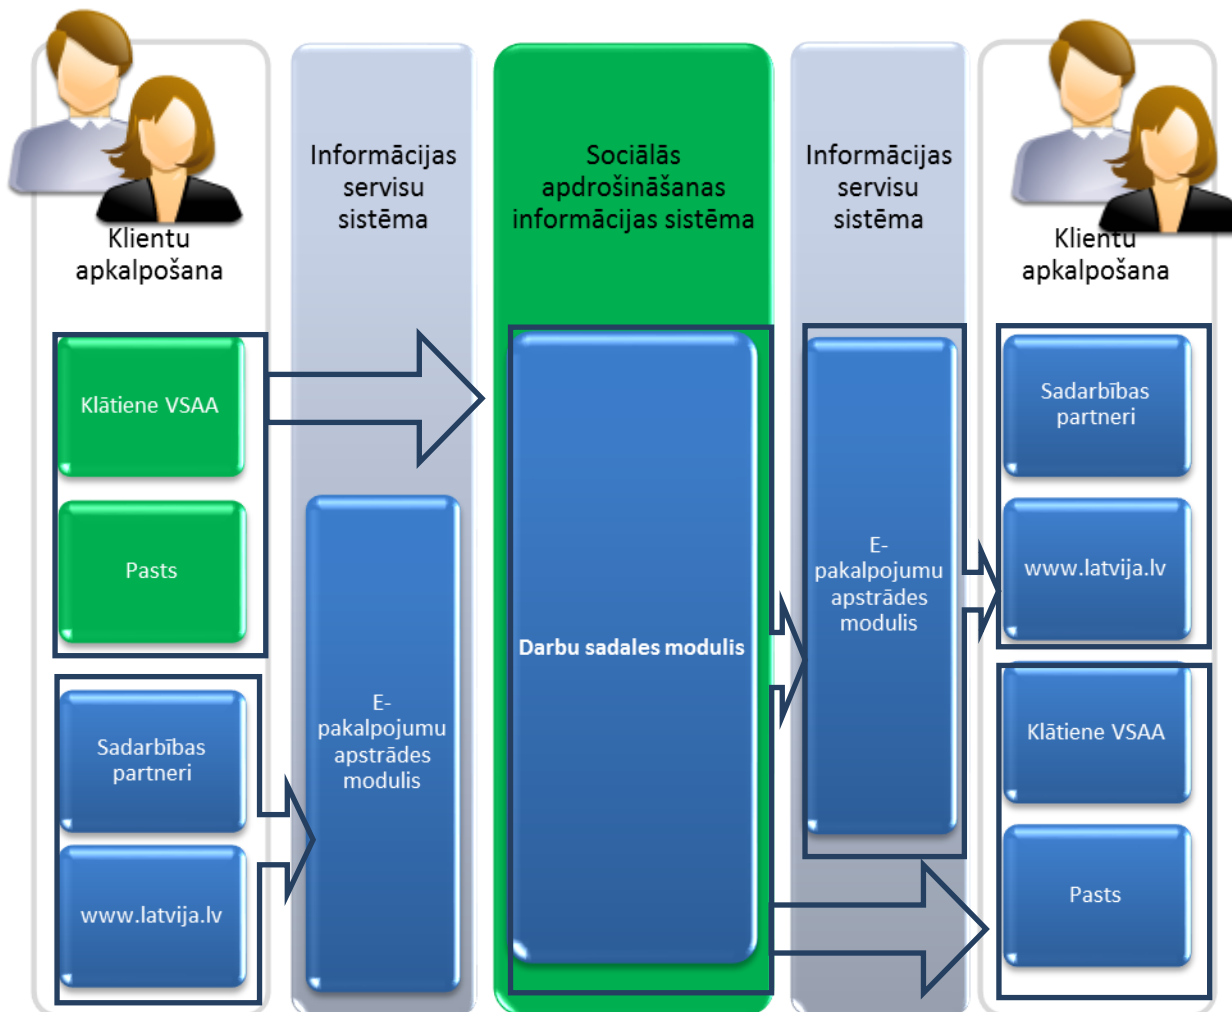 Klientu
apkalpošana
Klātiene VSAA
Pasts
Sadarbības
partneri
www.latvija.lv
Informācijas
servisu
sistēma
E-
pakalpojumu
apstrādes
modulis
Sociālās
apdrošināšanas
informācijas sistēma
Darbu sadales modulis
Informācijas
servisu
sistēma
E-
pakalpojumu
apstrādes
modulis
Klientu
apkalpošana
Sadarbības
partneri
www.latvija.lv
Klātiene VSAA
Pasts